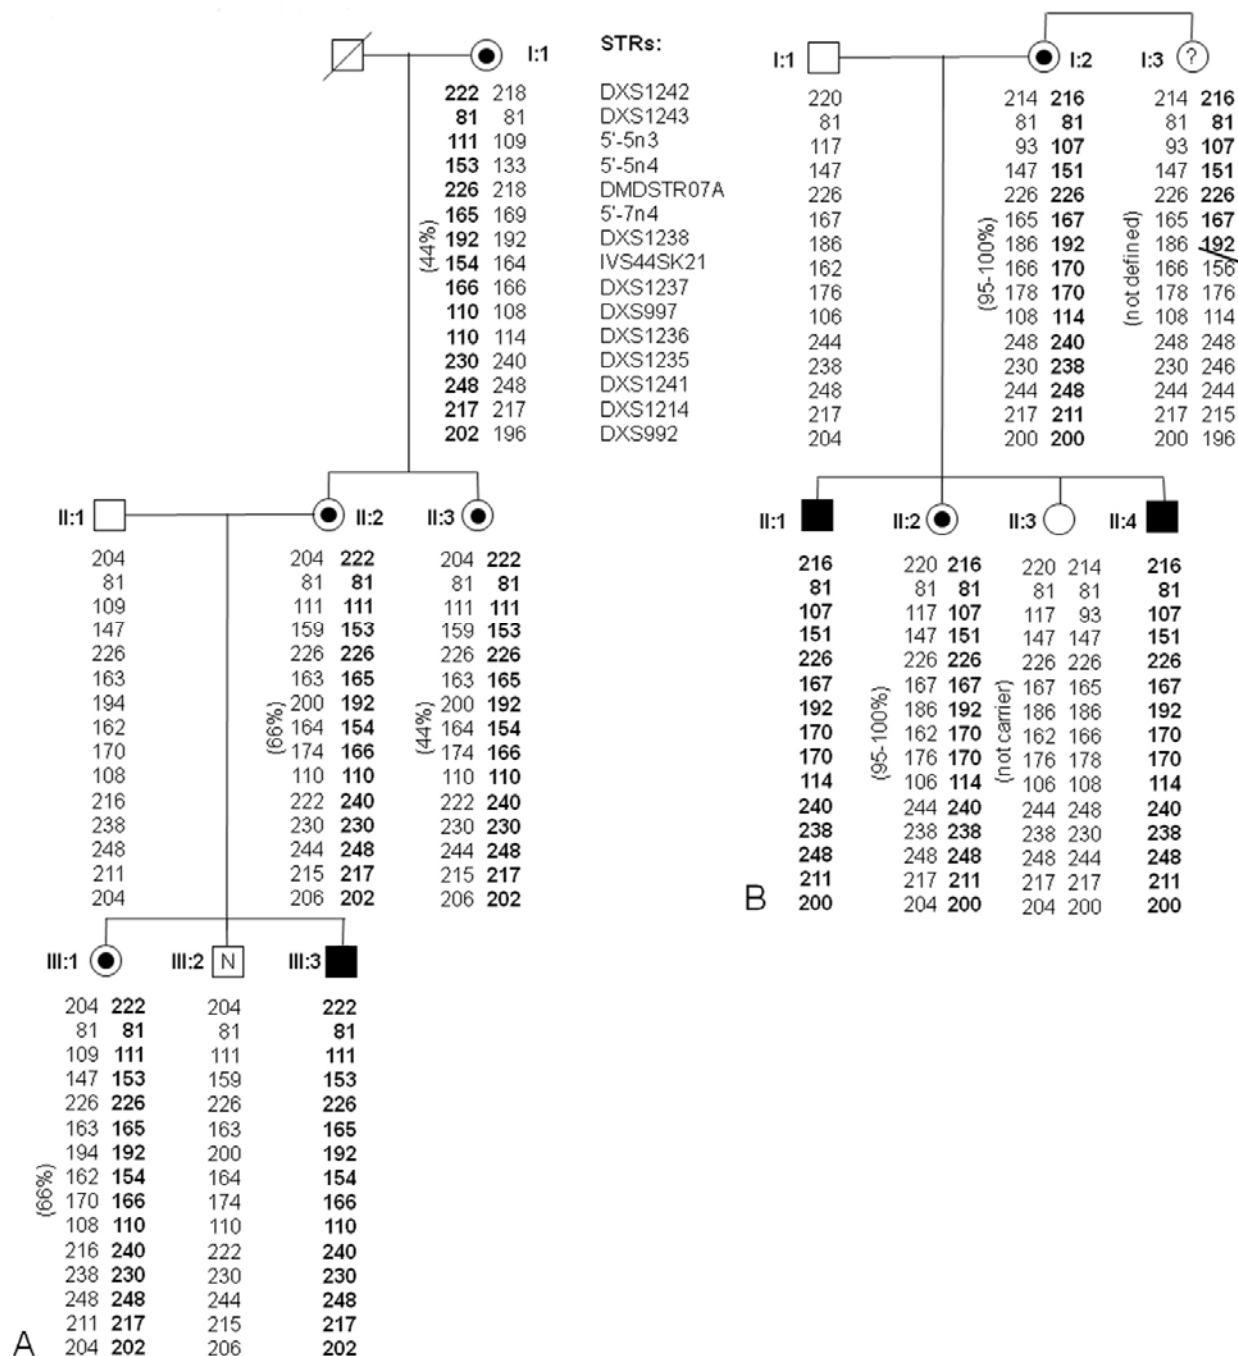 I:1 STRs:
222 218 DXS1242
81 81 DXS1243
111 109 5'-5n3
153 133 5'-5n4
226 218 DMDSTR07A
165 169 5'-7n4
192 192 DXS1238
154 164 IVS44SK21
166 166 DXS1237
110 108 DXS997
110 114 DXS1236
230 240 DXS1235
248 248 DXS1241
217 217 DXS1214
202 196 DXS992
(44%)
II:1 II:2 II:3
204 204 222 204 222
81 81 81 81 81
109 111 111 111 111
147 159 153 159 153
226 226 226 226 226
163 163 165 163 165
194 200 192 200 192
162 164 154 164 154
170 174 166 174 166
108 110 110 110 110
216 222 240 222 240
238 230 230 230 230
248 244 248 244 248
211 215 217 215 217
204 206 202 206 202
(66%) (44%)
III:1 III:2 N III:3
204 222 204 222
81 81 81 81
109 111 111 111
147 153 159 153
226 226 226 226
163 165 163 165
194 192 200 192
162 154 164 154
170 166 174 166
108 110 110 110
216 240 222 240
238 230 230 230
248 248 244 248
211 217 215 217
204 202 206 202
(66%)
A
I:1 I:2 I:3 ?
220 214 216 214 216
81 81 81 81 81
117 93 107 93 107
147 147 151 147 151
226 226 226 226 226
167 165 167 165 167
186 186 192 186 192
162 166 170 166 156
176 178 170 178 176
106 108 114 108 114
244 248 240 248 248
238 230 238 230 246
248 244 248 244 244
217 217 211 217 215
204 200 200 200 196
(95-100%) (not defined)
II:1 II:2 II:3 II:4
216 220 216 220 214 216
81 81 81 81 81 81
107 117 107 117 93 107
151 147 151 147 147 151
226 226 226 226 226 226
167 167 167 167 165 167
192 186 192 186 186 192
170 162 170 162 166 170
170 176 170 176 178 170
114 106 114 106 108 114
240 244 240 244 248 240
238 238 238 238 230 238
248 248 248 248 244 248
211 217 211 217 217 211
200 204 200 204 200 200
(95-100%) (not carrier)
B